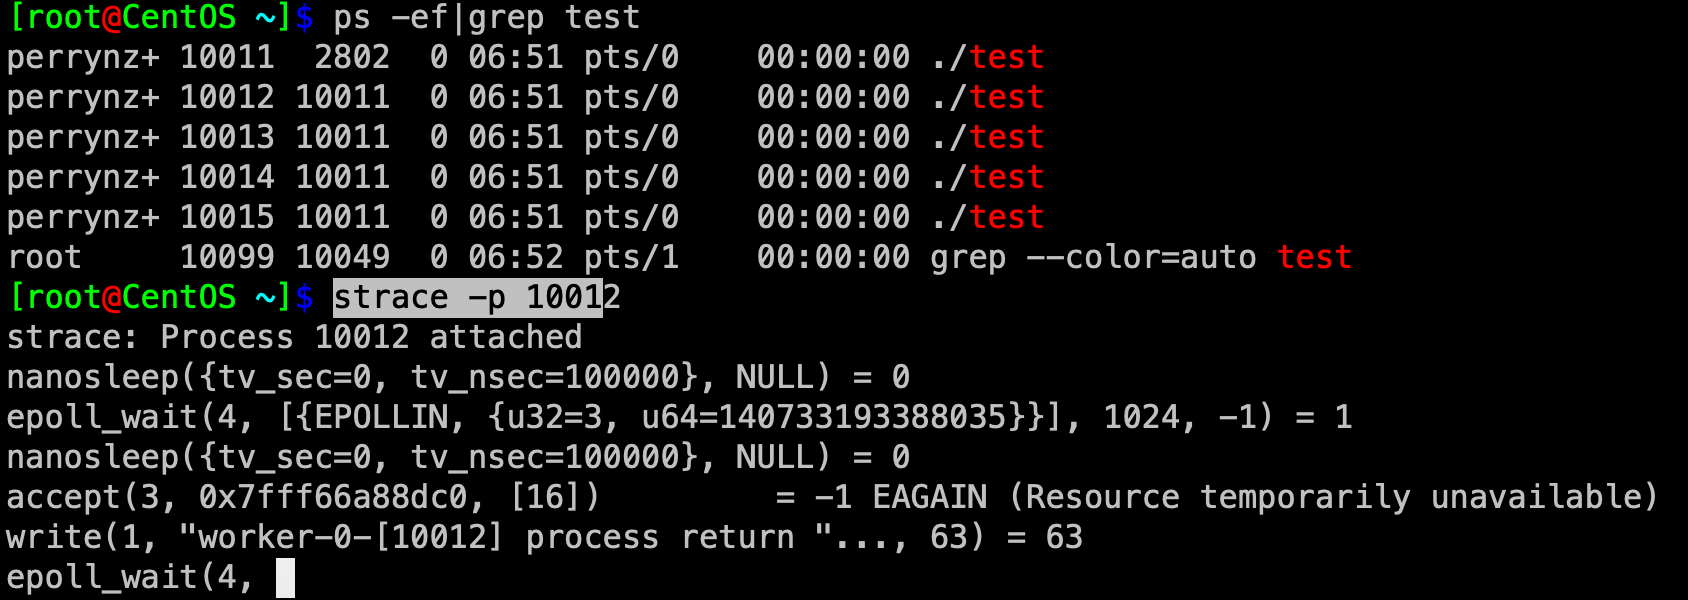 [root@CentOS ~]$ ps -ef|grep test
perrynz+ 10011  2802  0 06:51 pts/0    00:00:00 ./test
perrynz+ 10012 10011  0 06:51 pts/0    00:00:00 ./test
perrynz+ 10013 10011  0 06:51 pts/0    00:00:00 ./test
perrynz+ 10014 10011  0 06:51 pts/0    00:00:00 ./test
perrynz+ 10015 10011  0 06:51 pts/0    00:00:00 ./test
root     10099 10049  0 06:52 pts/1    00:00:00 grep --color=auto test
[root@CentOS ~]$ strace -p 10012
strace: Process 10012 attached
nanosleep({tv_sec=0, tv_nsec=100000}, NULL) = 0
epoll_wait(4, [{EPOLLIN, {u32=3, u64=140733193388035}}], 1024, -1) = 1
nanosleep({tv_sec=0, tv_nsec=100000}, NULL) = 0
accept(3, 0x7fff66a88dc0, [16])         = -1 EAGAIN (Resource temporarily unavailable)
write(1, "worker-0-[10012] process return "..., 63) = 63
epoll_wait(4,